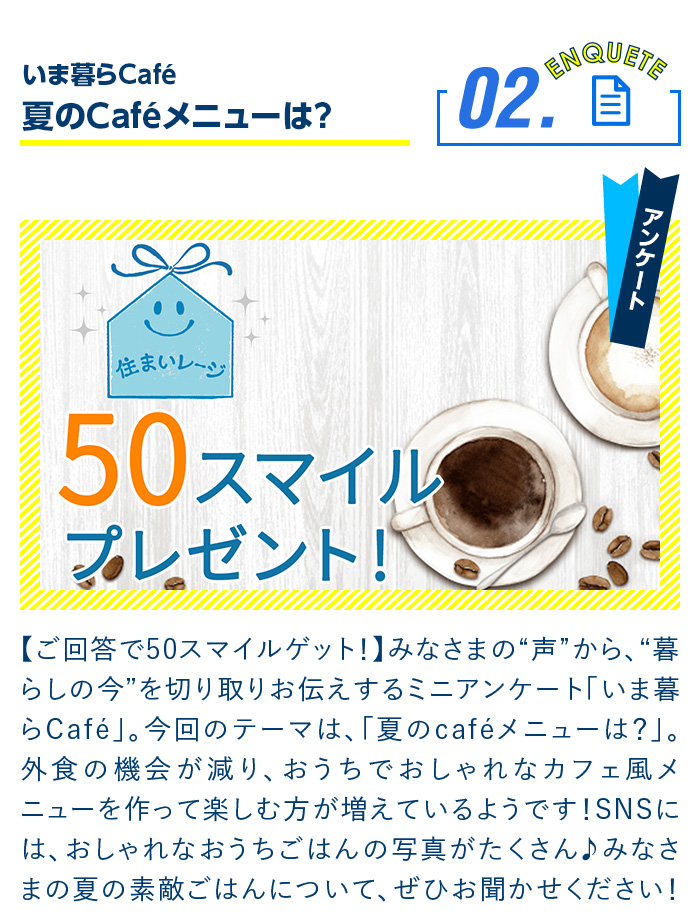 いま暮らCafé
夏のCaféメニューは?
02.
ENQUETE
アンケート
住まいレージ
50スマイル
プレゼント!
【ご回答で50スマイルゲット!】みなさまの“声”から、“暮
らしの今”を切り取りお伝えするミニアンケート「いま暮
らCafé」。今回のテーマは、「夏のcaféメニューは?」。
外食の機会が減り、おうちでおしゃれなカフェ風メ
ニューを作って楽しむ方が増えているようです!SNSに
は、おしゃれなおうちごはんの写真がたくさん♪みなさ
まの夏の素敵ごはんについて、ぜひお聞かせください!